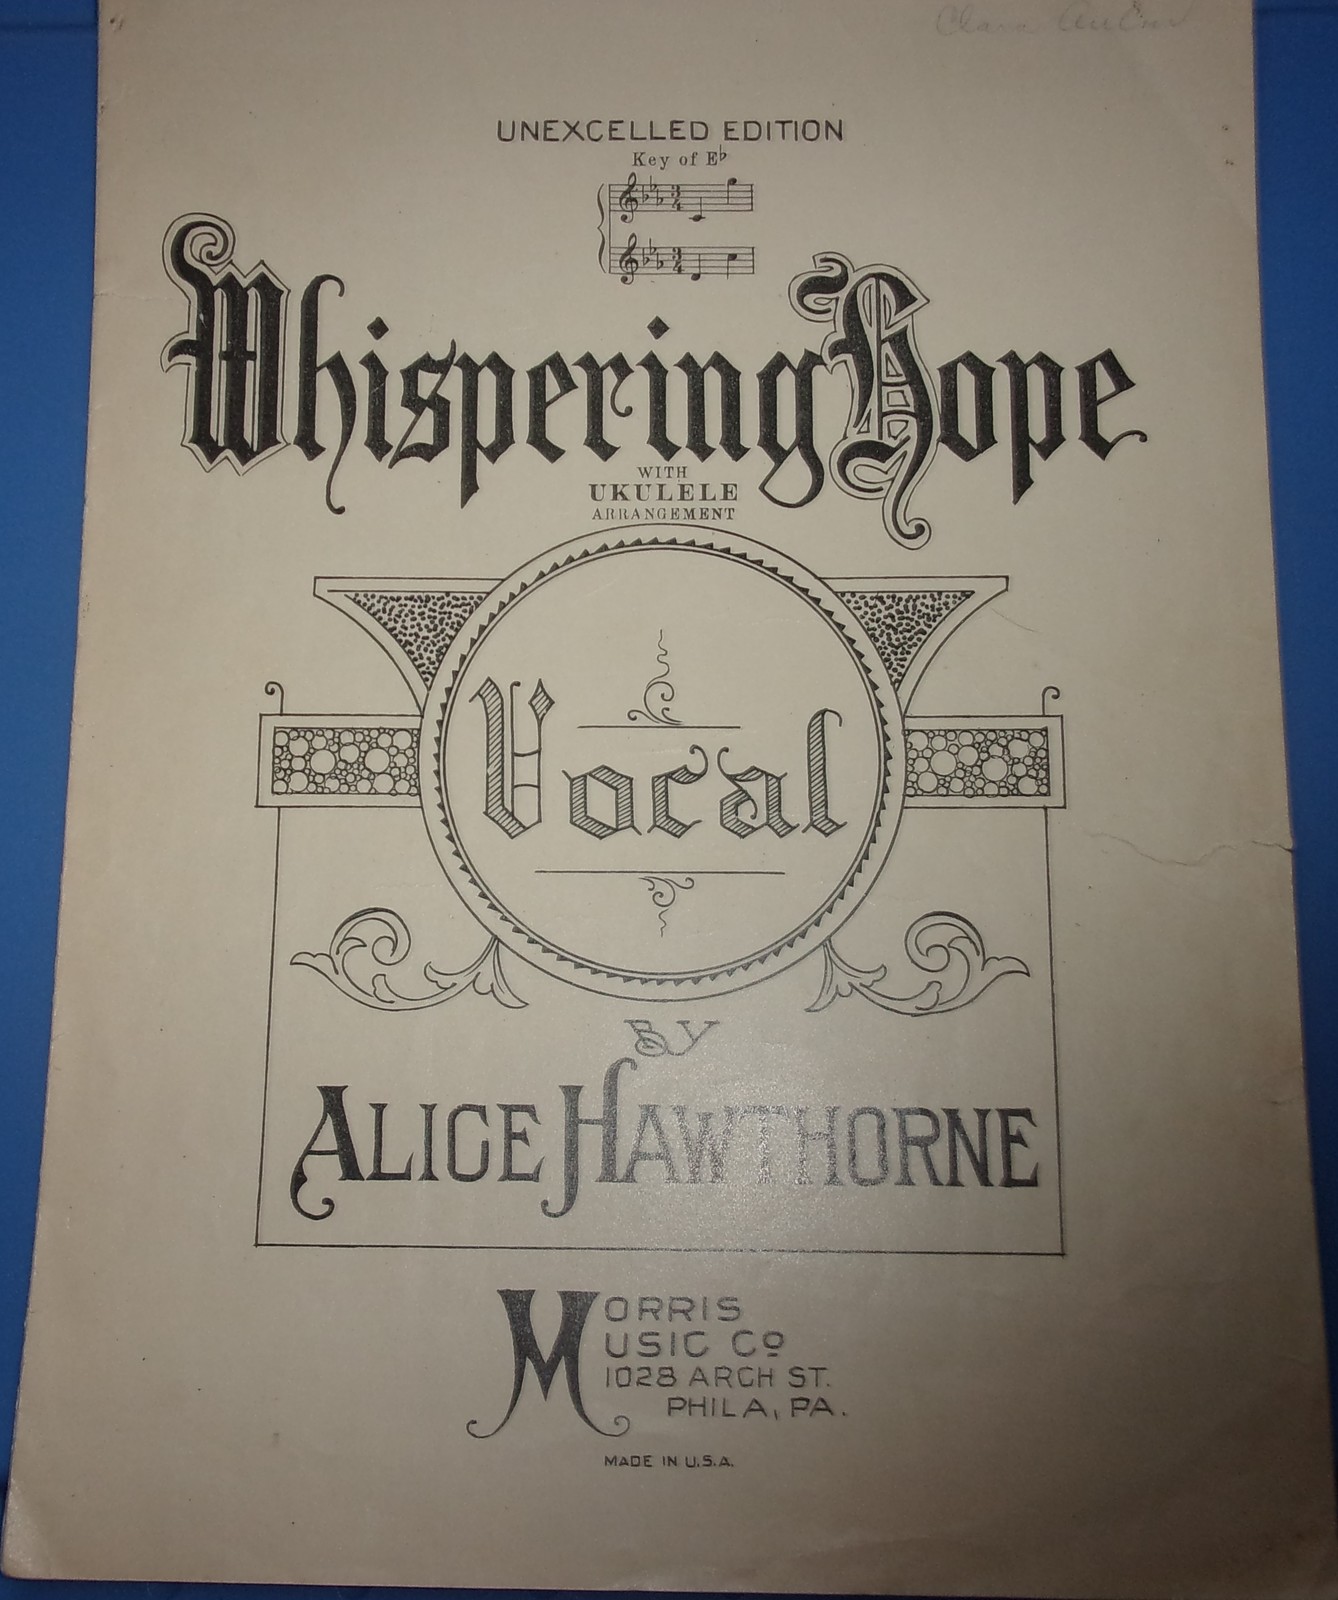 Clara
UNEXCELLED EDITION
Key of E♭
Whispering Hope
WITH
UKULELE
ARRANGEMENT
Vocal
BY
ALICE HAWTHORNE
MORRIS
MUSIC Co
1028 ARCH ST.
PHILA, PA.
MADE IN U.S.A.